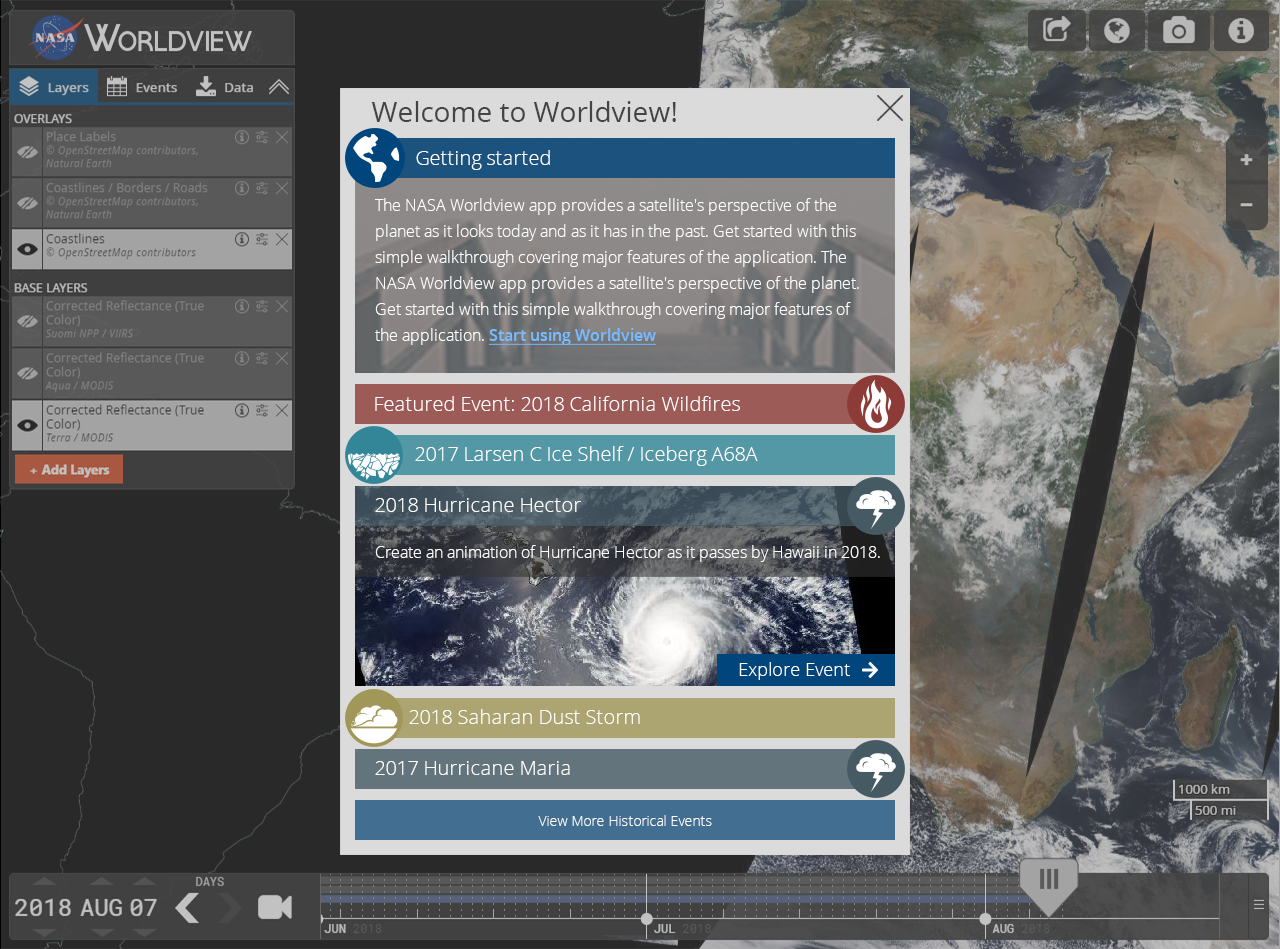 NASA WORLDVIEW
Layers
Events
Data
OVERLAYS
Place Labels
© OpenStreetMap contributors,
Natural Earth
Coastlines / Borders / Roads
© OpenStreetMap contributors,
Natural Earth
Coastlines
© OpenStreetMap contributors
BASE LAYERS
Corrected Reflectance (True
Color)
Suomi NPP / VIIRS
Corrected Reflectance (True
Color)
Aqua / MODIS
Corrected Reflectance (True
Color)
Terra / MODIS
+ Add Layers
Welcome to Worldview!
Getting started
The NASA Worldview app provides a satellite's perspective of the
planet as it looks today and as it has in the past. Get started with this
simple walkthrough covering major features of the application. The
NASA Worldview app provides a satellite's perspective of the planet.
Get started with this simple walkthrough covering major features of
the application. Start using Worldview
Featured Event: 2018 California Wildfires
2017 Larsen C Ice Shelf / Iceberg A68A
2018 Hurricane Hector
Create an animation of Hurricane Hector as it passes by Hawaii in 2018.
Explore Event
2018 Saharan Dust Storm
2017 Hurricane Maria
View More Historical Events
+
−
1000 km
500 mi
2018 AUG 07
DAYS
JUN 2018
JUL 2018
AUG 2018